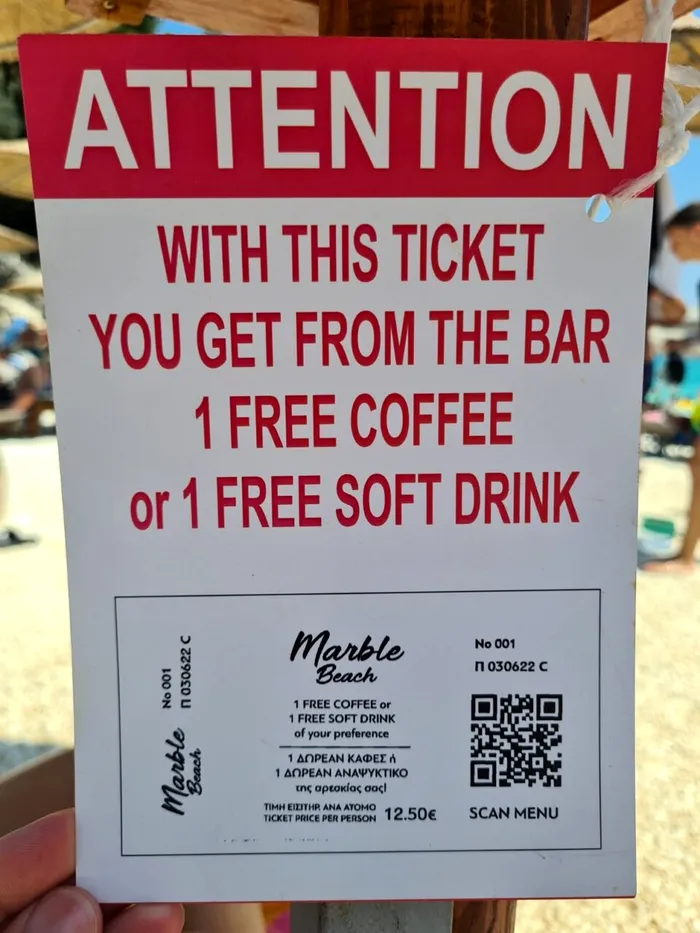 ATTENTION
WITH THIS TICKET
YOU GET FROM THE BAR
1 FREE COFFEE
or 1 FREE SOFT DRINK
No 001
Π 030622 C
Marble
Beach
Marble
Beach
1 FREE COFFEE or
1 FREE SOFT DRINK
of your preference
1 ΔΩΡΕΑΝ ΚΑΦΕΣ ή
1 ΔΩΡΕΑΝ ΑΝΑΨΥΚΤΙΚΟ
της αρεσκίας σας!
ΤΙΜΗ ΕΙΣΙΤΗΡ. ΑΝΑ ΑΤΟΜΟ
TICKET PRICE PER PERSON 12.50€
No 001
Π 030622 C
SCAN MENU